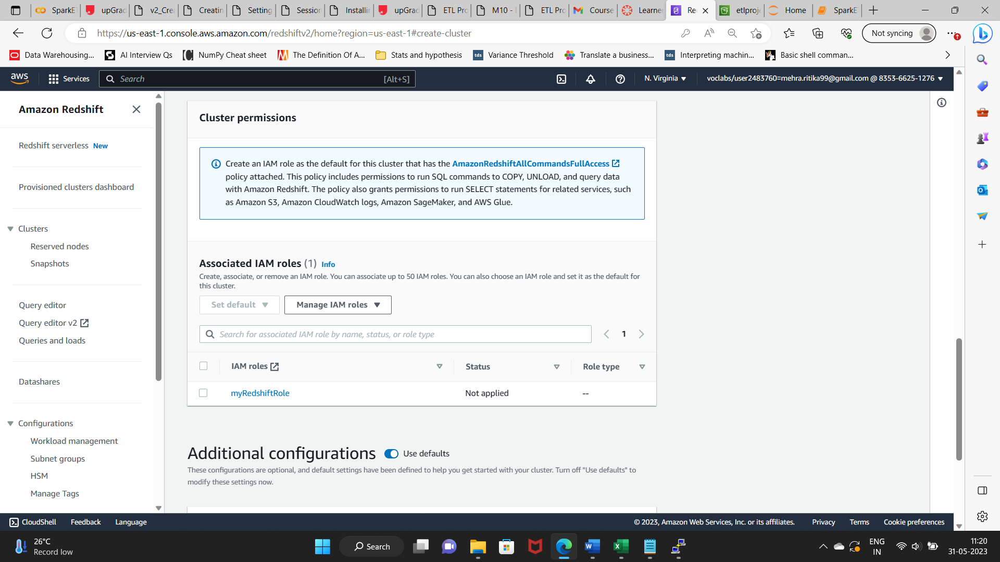 SparkE
upGrad
v2_Crea
Creatin
Setting
Session
Installin
upGrad
ETL Pro
M10 -
ETL Pro
Course
Learner
Re
etlproje
Home
SparkE
https://us-east-1.console.aws.amazon.com/redshiftv2/home?region=us-east-1#create-cluster
Not syncing
Data Warehousing...
AI Interview Qs
NumPy Cheat sheet
The Definition Of A...
Stats and hypothesis
tds Variance Threshold
Translate a business...
tds Interpreting machin...
Basic shell comman...
aws
Services
Search [Alt+S]
N. Virginia
voclabs/user2483760=mehra.ritika99@gmail.com @ 8353-6625-1276
Amazon Redshift
Redshift serverless New
Provisioned clusters dashboard
Clusters
Reserved nodes
Snapshots
Query editor
Query editor v2
Queries and loads
Datashares
Configurations
Workload management
Subnet groups
HSM
Manage Tags
Cluster permissions
Create an IAM role as the default for this cluster that has the AmazonRedshiftAllCommandsFullAccess
policy attached. This policy includes permissions to run SQL commands to COPY, UNLOAD, and query data
with Amazon Redshift. The policy also grants permissions to run SELECT statements for related services, such
as Amazon S3, Amazon CloudWatch logs, Amazon SageMaker, and AWS Glue.
Associated IAM roles (1) Info
Create, associate, or remove an IAM role. You can associate up to 50 IAM roles. You can also choose an IAM role and set it as the default for
this cluster.
Set default
Manage IAM roles
Search for associated IAM role by name, status, or role type
1
IAM roles
Status
Role type
myRedshiftRole
Not applied
--
Additional configurations
Use defaults
These configurations are optional, and default settings have been defined to help you get started with your cluster. Turn off "Use defaults" to
modify these settings now.
CloudShell
Feedback
Language
© 2023, Amazon Web Services, Inc. or its affiliates.
Privacy
Terms
Cookie preferences
26°C
Record low
Search
ENG
IN
11:20
31-05-2023